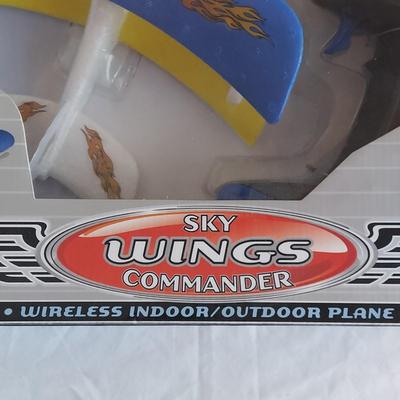 SKY
WINGS
COMMANDER
• WIRELESS INDOOR/OUTDOOR PLANE